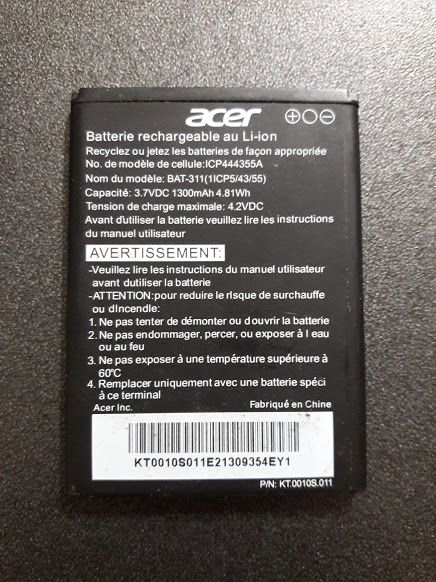 acer
Batterie rechargeable au Li-ion
Recyclez ou jetez les batteries de façon appropriée
No. de modèle de cellule:ICP444355A
Nom du modèle: BAT-311(1ICP5/43/55)
Capacité: 3.7VDC 1300mAh 4.81Wh
Tension de charge maximale: 4.2VDC
Avant d'utiliser la batterie veuillez lire les instructions
du manuel utilisateur
AVERTISSEMENT:
-Veuillez lire les instructions du manuel utilisateur
avant dutiliser la batterie
-ATTENTION:pour reduire le rIsque de surchauffe
ou dIncendle:
1. Ne pas tenter de démonter ou douvrir la batterie
2. Ne pas endommager, percer, ou exposer à l eau
ou au feu
3. Ne pas exposer à une température supérieure à
60°C
4. Remplacer uniquement avec une batterie spéci
à ce terminal
Acer Inc. Fabriqué en Chine
KT0010S011E21309354EY1
P/N: KT.0010S.011